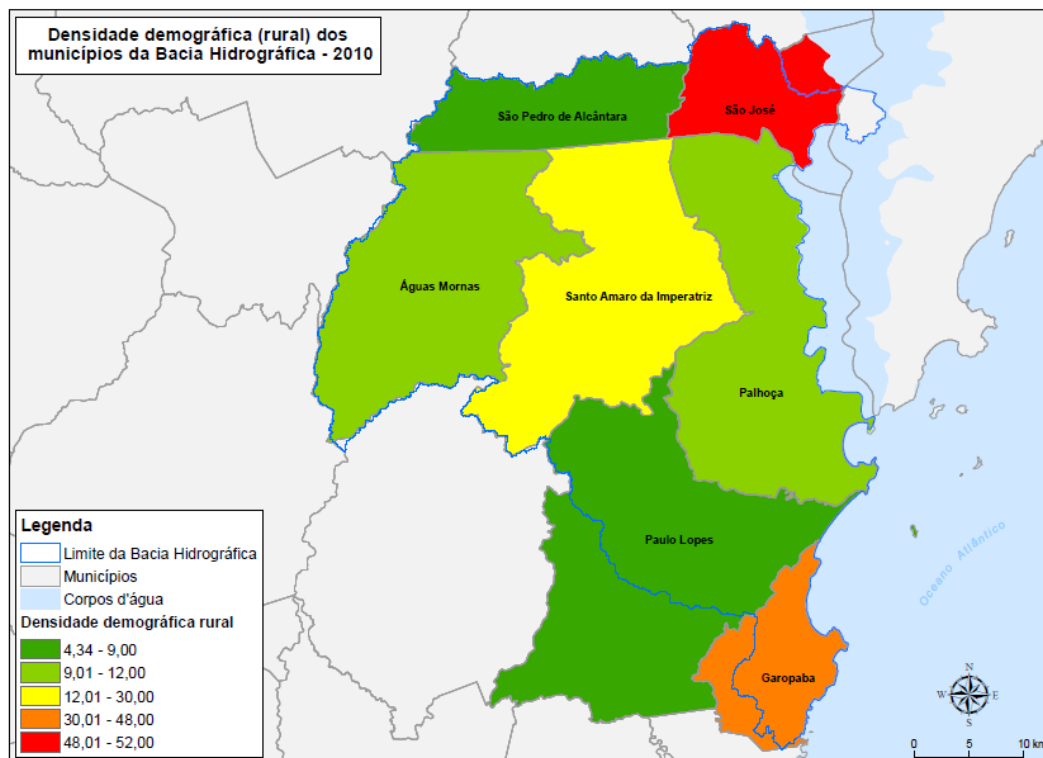 Densidade demográfica (rural) dos
municípios da Bacia Hidrográfica - 2010
São Pedro de Alcântara
São José
Águas Mornas
Santo Amaro da Imperatriz
Palhoça
Paulo Lopes
Garopaba
Oceano Atlântico
Legenda
Limite da Bacia Hidrográfica
Municípios
Corpos d'água
Densidade demográfica rural
4,34 - 9,00
9,01 - 12,00
12,01 - 30,00
30,01 - 48,00
48,01 - 52,00
N
W E
S
0 5 10 km